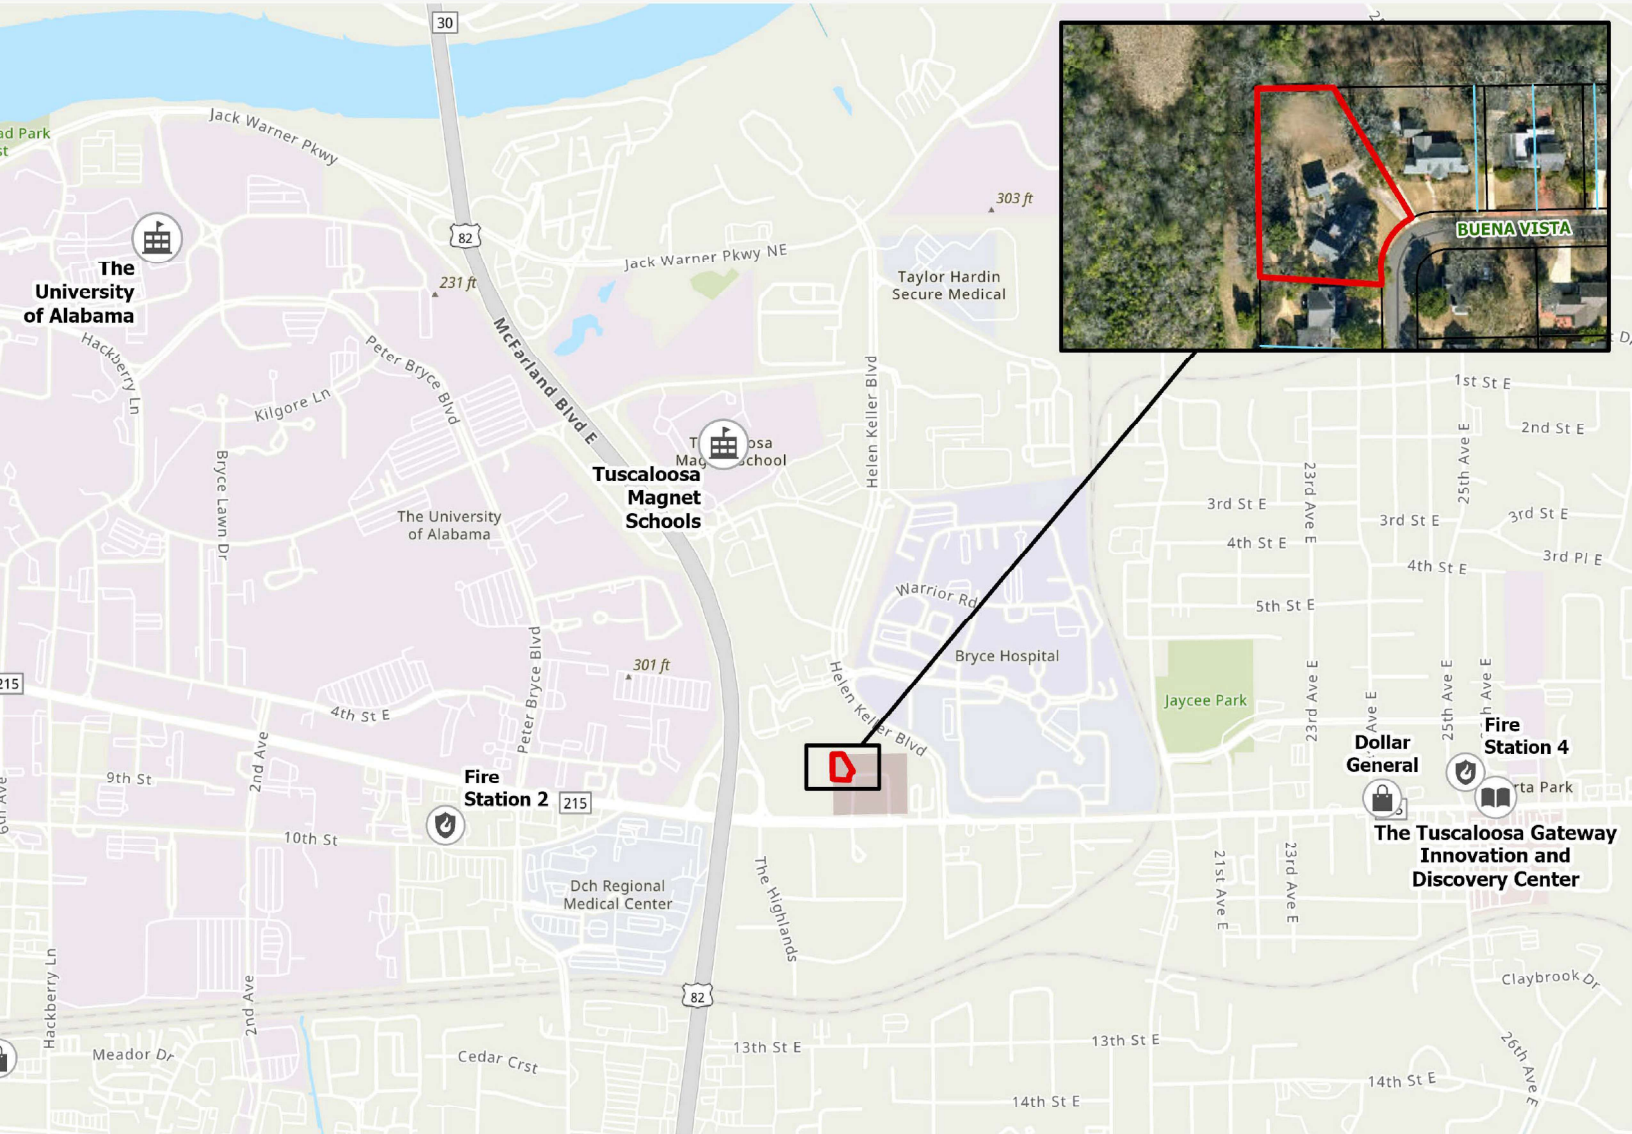 30
Jack Warner Pkwy
ad Park
st
82
303 ft
BUENA VISTA
Jack Warner Pkwy NE
Taylor Hardin
Secure Medical
231 ft
The
University
of Alabama
McFarland Blvd E
Hackberry Ln
Peter Bryce Blvd
Kilgore Ln
Helen Keller Blvd
1st St E
2nd St E
Tuscaloosa
Magnet
Schools
25th Ave E
23rd Ave E
Bryce Lawn Dr
The University
of Alabama
3rd St E
3rd St E
3rd St E
4th St E
3rd Pl E
4th St E
Warrior Rd
5th St E
Peter Bryce Blvd
Bryce Hospital
301 ft
Helen Keller Blvd
Jaycee Park
23rd Ave E
Ave E
25th Ave E
Ave E
215
4th St E
2nd Ave
9th St
Fire
Station 2
215
Dollar
General
Fire
Station 4
rta Park
10th St
The Tuscaloosa Gateway
Innovation and
Discovery Center
The Highlands
21st Ave E
23rd Ave E
Dch Regional
Medical Center
Hackberry Ln
2nd Ave
82
Claybrook Dr
Meador Dr
Cedar Crst
13th St E
13th St E
26th Ave E
14th St E
14th St E